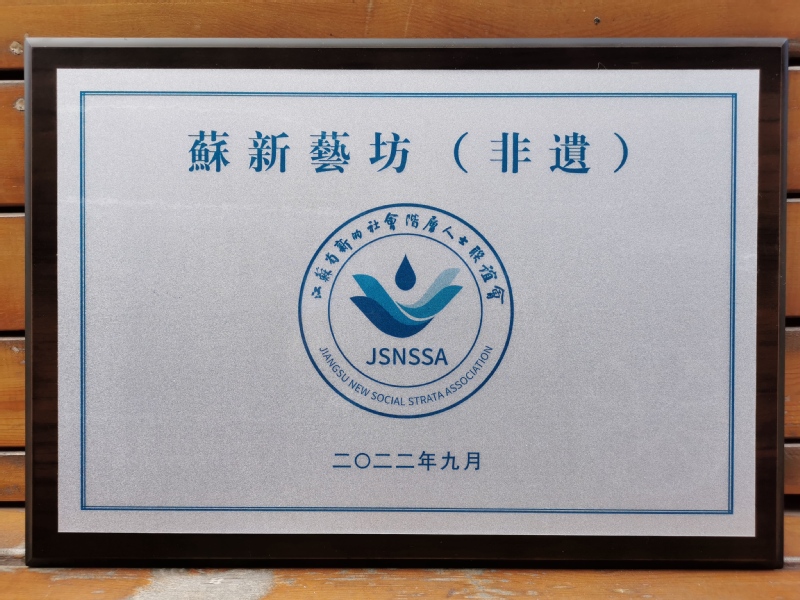 蘇新藝坊（非遺）
江蘇省新的社會階層人士聯誼會
JSNSSA
JIANGSU NEW SOCIAL STRATA ASSOCIATION
二〇二二年九月